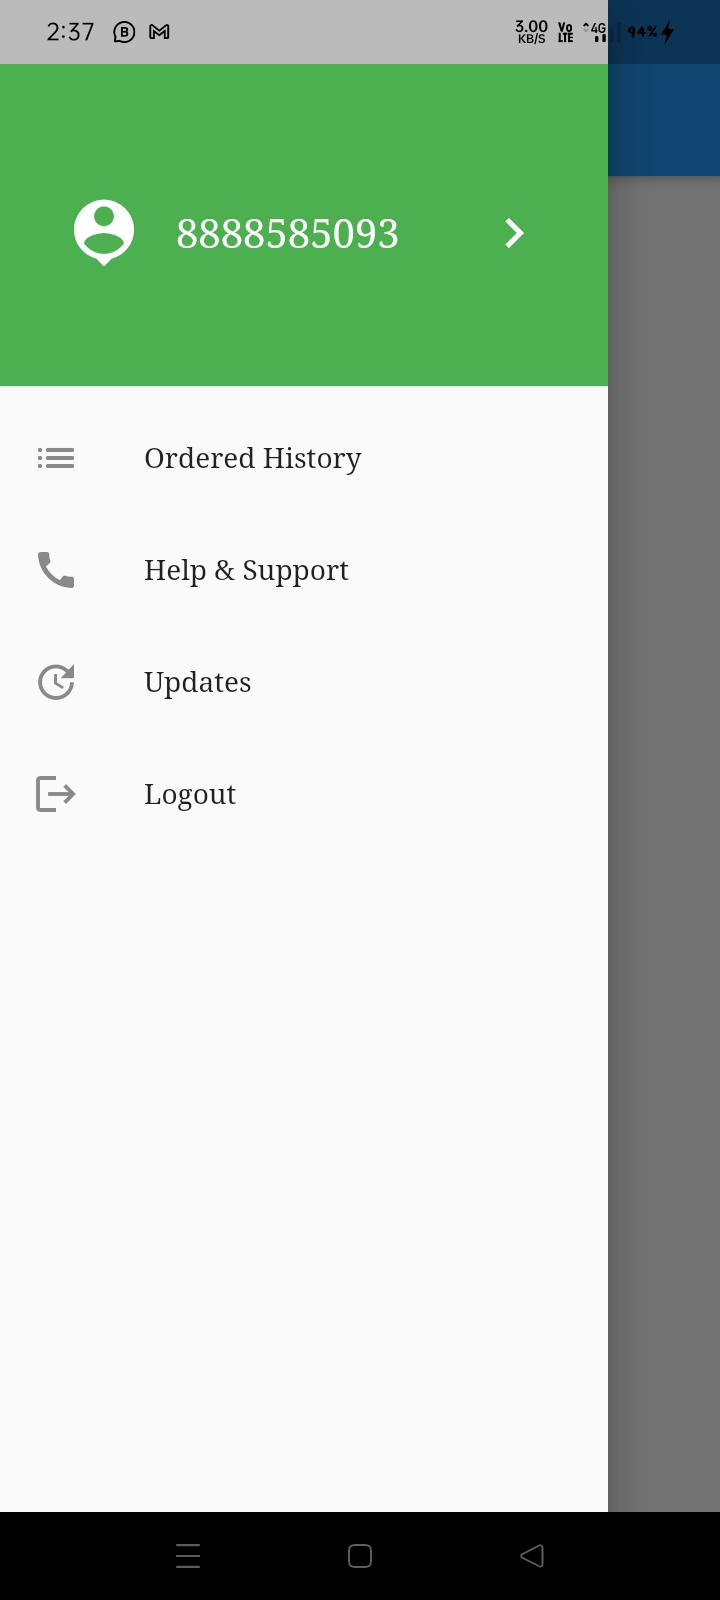 2:37 B 3.00 KB/S Vo LTE 4G 94%
8888585093
Ordered History
Help & Support
Updates
Logout